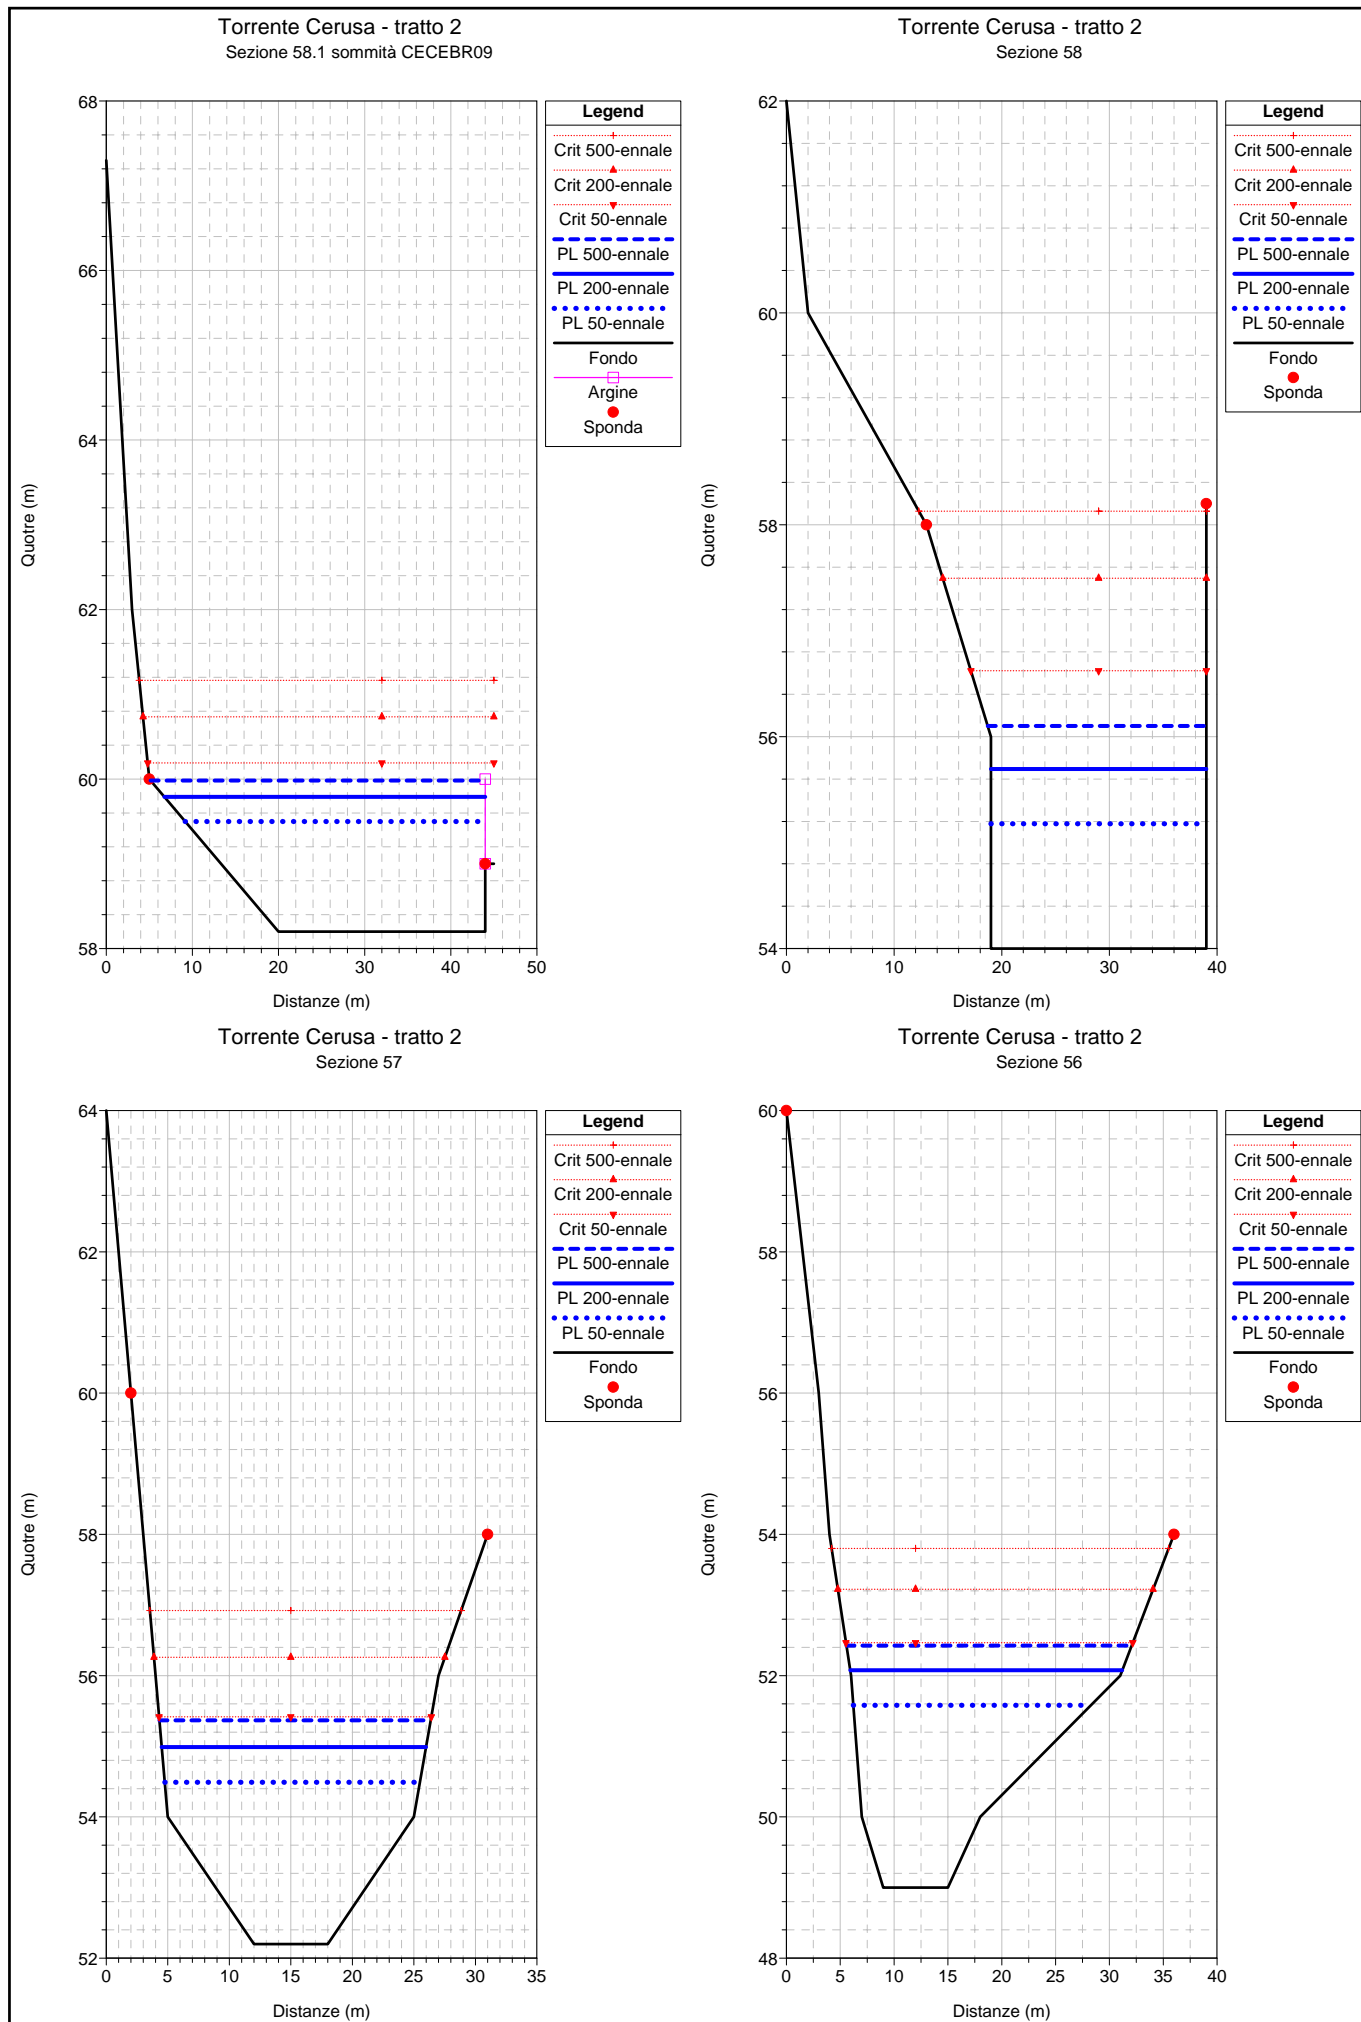 Torrente Cerusa - tratto 2
Sezione 58.1 sommità CECEBR09
68
66
64
62
60
58
Quotre (m)
0 10 20 30 40 50
Distanze (m)
Legend
Crit 500-ennale
Crit 200-ennale
Crit 50-ennale
PL 500-ennale
PL 200-ennale
PL 50-ennale
Fondo
Argine
Sponda
Torrente Cerusa - tratto 2
Sezione 58
62
60
58
56
54
Quotre (m)
0 10 20 30 40
Distanze (m)
Legend
Crit 500-ennale
Crit 200-ennale
Crit 50-ennale
PL 500-ennale
PL 200-ennale
PL 50-ennale
Fondo
Sponda
Torrente Cerusa - tratto 2
Sezione 57
64
62
60
58
56
54
52
Quotre (m)
0 5 10 15 20 25 30 35
Distanze (m)
Legend
Crit 500-ennale
Crit 200-ennale
Crit 50-ennale
PL 500-ennale
PL 200-ennale
PL 50-ennale
Fondo
Sponda
Torrente Cerusa - tratto 2
Sezione 56
60
58
56
54
52
50
48
Quotre (m)
0 5 10 15 20 25 30 35 40
Distanze (m)
Legend
Crit 500-ennale
Crit 200-ennale
Crit 50-ennale
PL 500-ennale
PL 200-ennale
PL 50-ennale
Fondo
Sponda